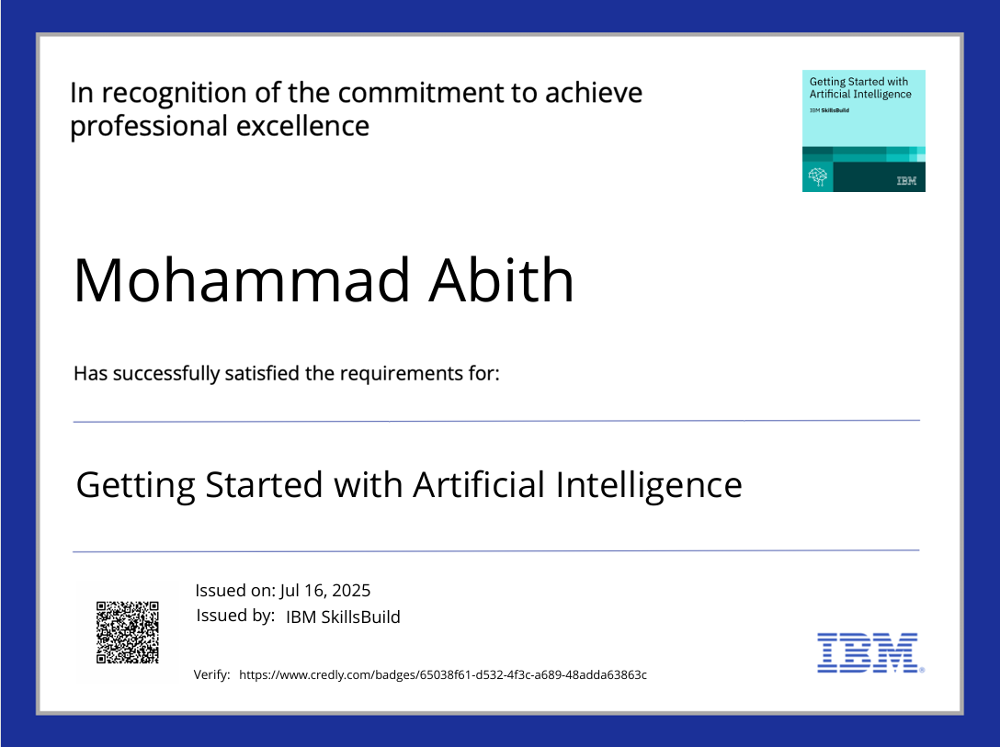 In recognition of the commitment to achieve
professional excellence
Getting Started with
Artificial Intelligence
IBM SkillsBuild
IBM
Mohammad Abith
Has successfully satisfied the requirements for:
Getting Started with Artificial Intelligence
Issued on: Jul 16, 2025
Issued by: IBM SkillsBuild
Verify: https://www.credly.com/badges/65038f61-d532-4f3c-a689-48adda63863c
IBM®